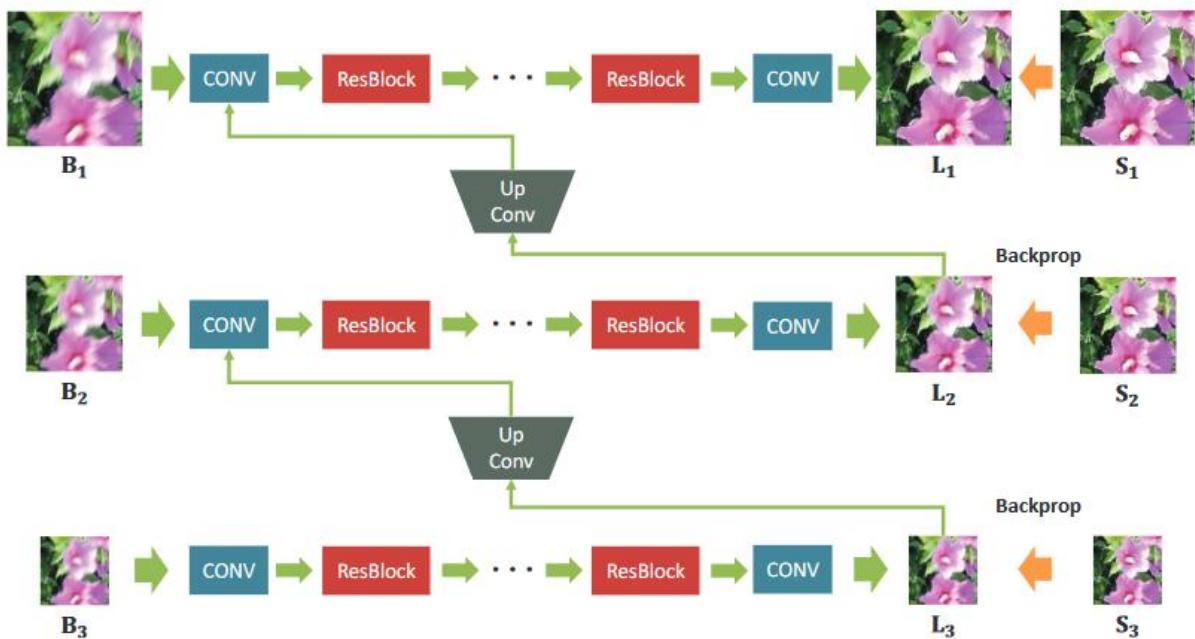 CONV ResBlock ··· ResBlock CONV
B₁ L₁ S₁
Up
Conv
Backprop
CONV ResBlock ··· ResBlock CONV
B₂ L₂ S₂
Up
Conv
Backprop
CONV ResBlock ··· ResBlock CONV
B₃ L₃ S₃